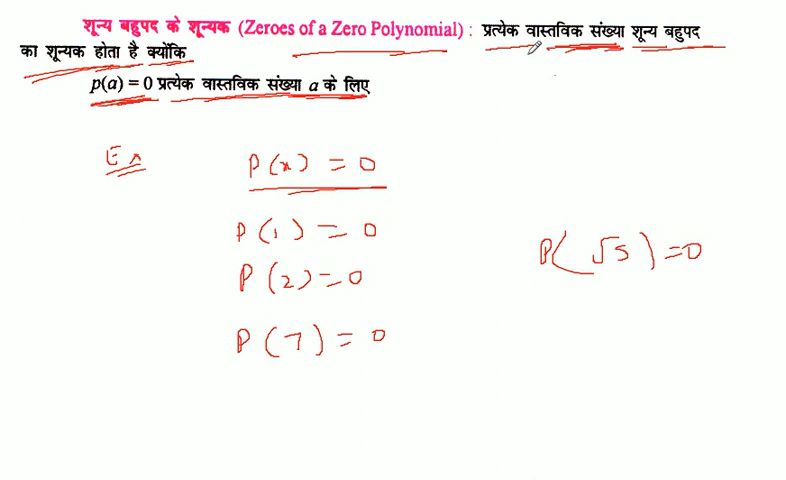 शून्य बहुपद के शून्यक (Zeroes of a Zero Polynomial) : प्रत्येक वास्तविक संख्या शून्य बहुपद
का शून्यक होता है क्योंकि
p(a) = 0 प्रत्येक वास्तविक संख्या a के लिए
Ex
P(x) = 0
P(1) = 0
P(√5) = 0
P(2) = 0
P(7) = 0